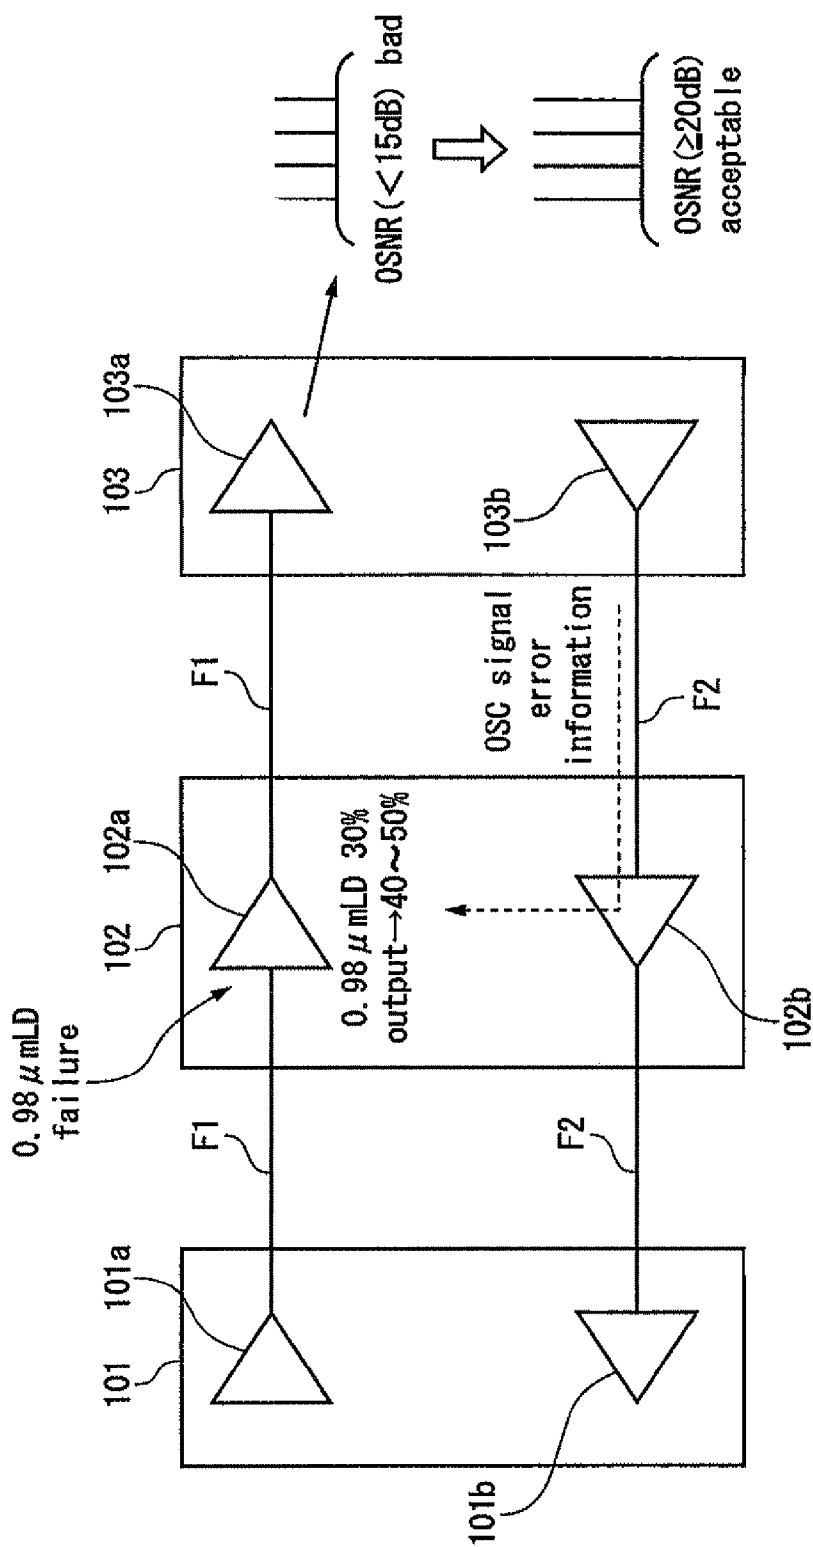 0.98μmLD
failure
101
101a
F1
102
102a
F1
103
103a
0.98μmLD 30%
output→40~50%
OSC signal
error
information
OSNR(<15dB) bad
101b
F2
102b
F2
103b
OSNR(≧20dB)
acceptable